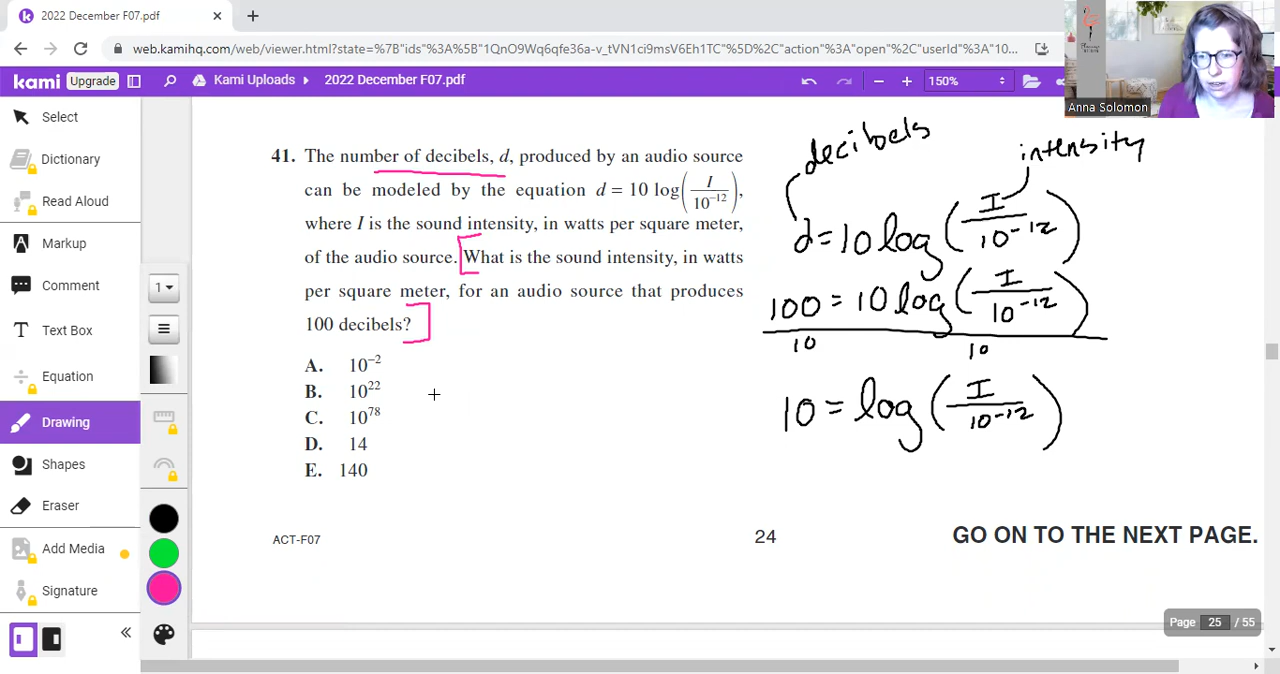 2022 December F07.pdf
web.kamihq.com/web/viewer.html?state=%7B"ids"%3A%5B"1QnO9Wq6qfe36a-v_tVN1ci9msV6Eh1TC"%5D%2C"action"%3A"open"%2C"userId"%3A"10...
kami Upgrade
Kami Uploads
2022 December F07.pdf
150%
Anna Solomon
Select
Dictionary
Read Aloud
Markup
Comment
Text Box
Equation
Drawing
Shapes
Eraser
Add Media
Signature
1
41. The number of decibels, d, produced by an audio source
can be modeled by the equation d = 10 log(I/10⁻¹²),
where I is the sound intensity, in watts per square meter,
of the audio source. What is the sound intensity, in watts
per square meter, for an audio source that produces
100 decibels?
A. 10⁻²
B. 10²²
C. 10⁷⁸
D. 14
E. 140
decibels
intensity
d = 10 log (I/10⁻¹²)
100 = 10 log (I/10⁻¹²)
10 10
10 = log (I/10⁻¹²)
ACT-F07
24
GO ON TO THE NEXT PAGE.
Page 25 / 55